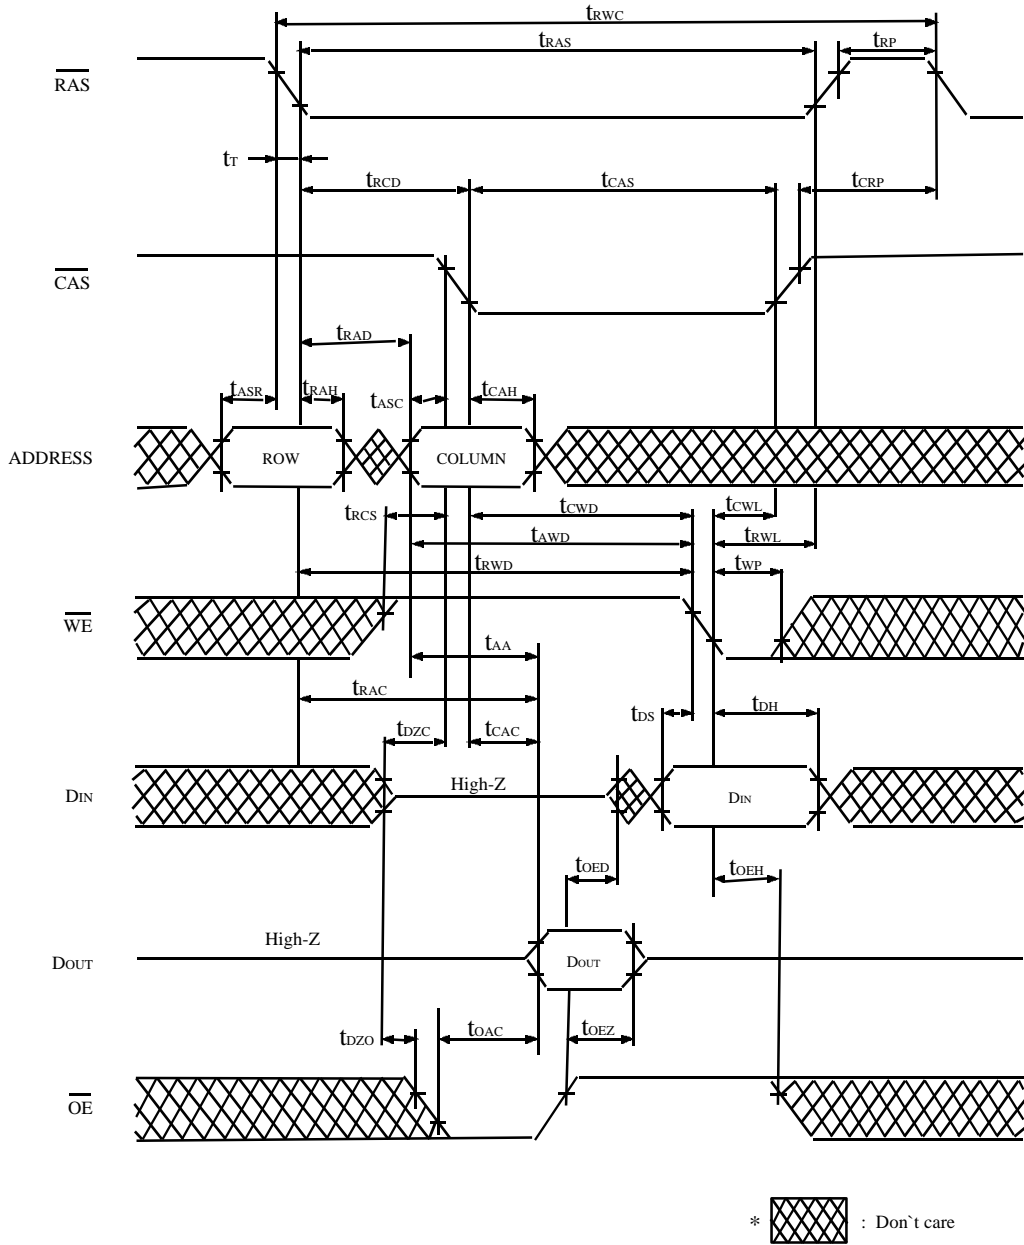 tRWC
tRAS
tRP
RAS
tT
tRCD
tCAS
tCRP
CAS
tRAD
tASR
tRAH
tASC
tCAH
ADDRESS
ROW
COLUMN
tRCS
tCWD
tCWL
tAWD
tRWL
tRWD
tWP
WE
tAA
tRAC
tDS
tDH
tDZC
tCAC
DIN
High-Z
DIN
tOED
tOEH
DOUT
High-Z
DOUT
tDZO
tOAC
tOEZ
OE
* : Don`t care